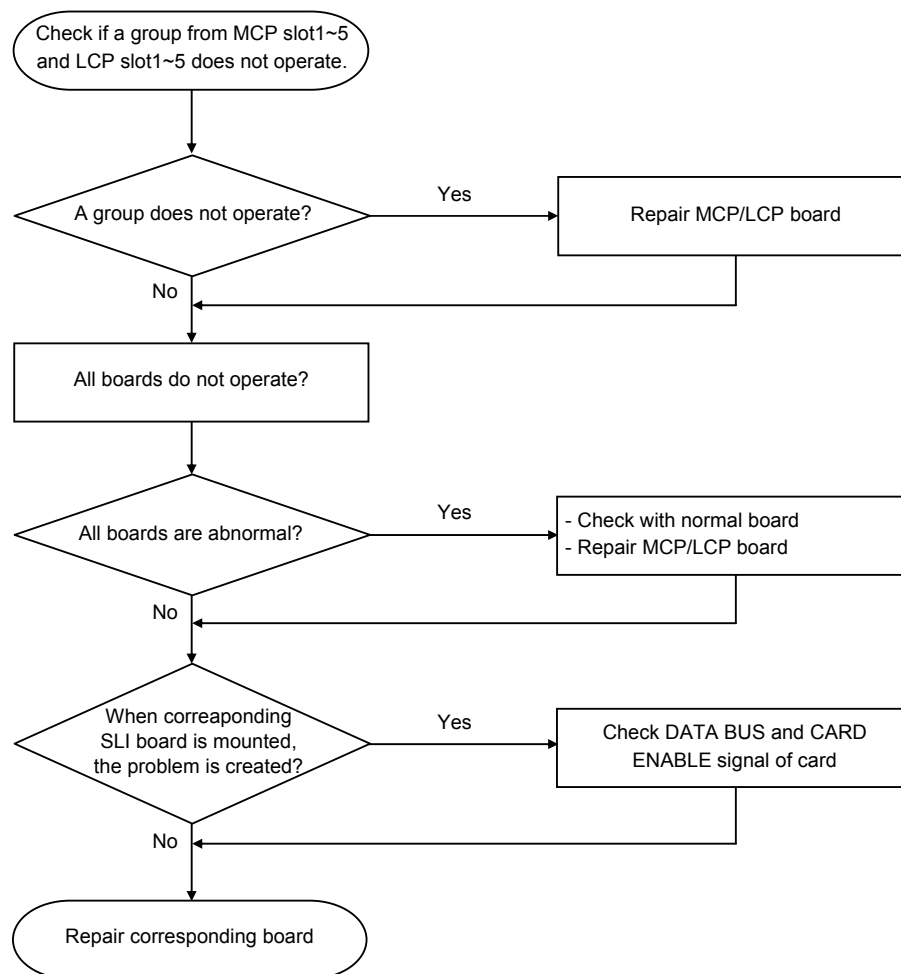 Check if a group from MCP slot1~5
and LCP slot1~5 does not operate.
A group does not operate?
Yes
Repair MCP/LCP board
No
All boards do not operate?
All boards are abnormal?
Yes
- Check with normal board
- Repair MCP/LCP board
No
When correaponding
SLI board is mounted,
the problem is created?
Yes
Check DATA BUS and CARD
ENABLE signal of card
No
Repair corresponding board